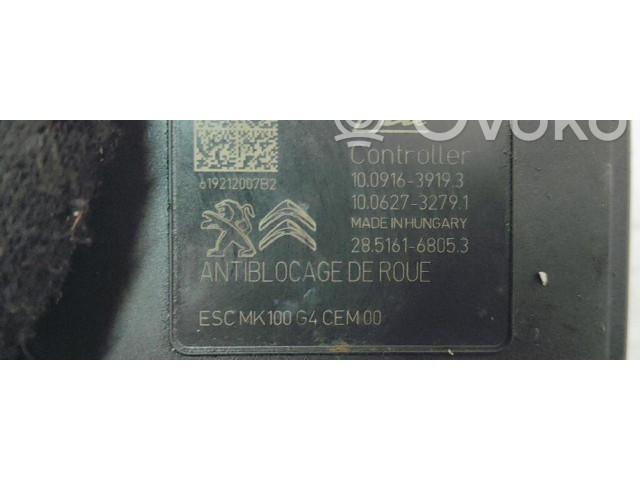 Ovoko
Controller
619212007B2
10.0916-3919.3
10.0627-3279.1
MADE IN HUNGARY
28.5161-6805.3
ANTIBLOCAGE DE ROUE
ESC MK100 G4 CEM 00